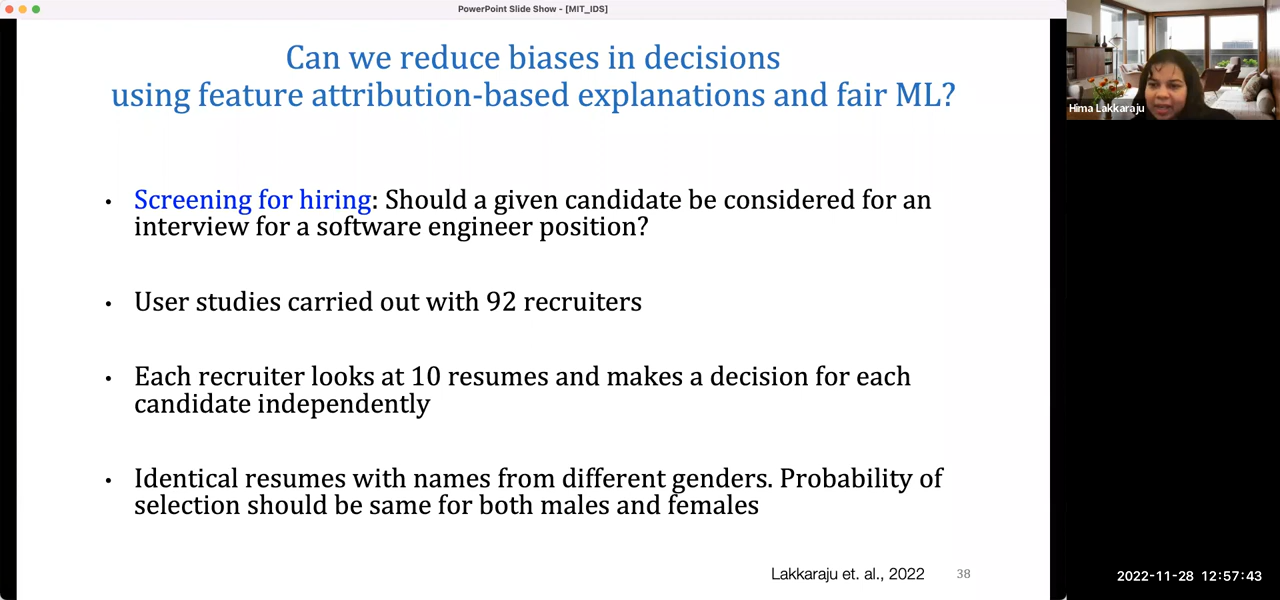 PowerPoint Slide Show - [MIT_IDS]
Can we reduce biases in decisions
using feature attribution-based explanations and fair ML?
• Screening for hiring: Should a given candidate be considered for an
interview for a software engineer position?
• User studies carried out with 92 recruiters
• Each recruiter looks at 10 resumes and makes a decision for each
candidate independently
• Identical resumes with names from different genders. Probability of
selection should be same for both males and females
Lakkaraju et. al., 2022
38
Hima Lakkaraju
2022-11-28 12:57:43